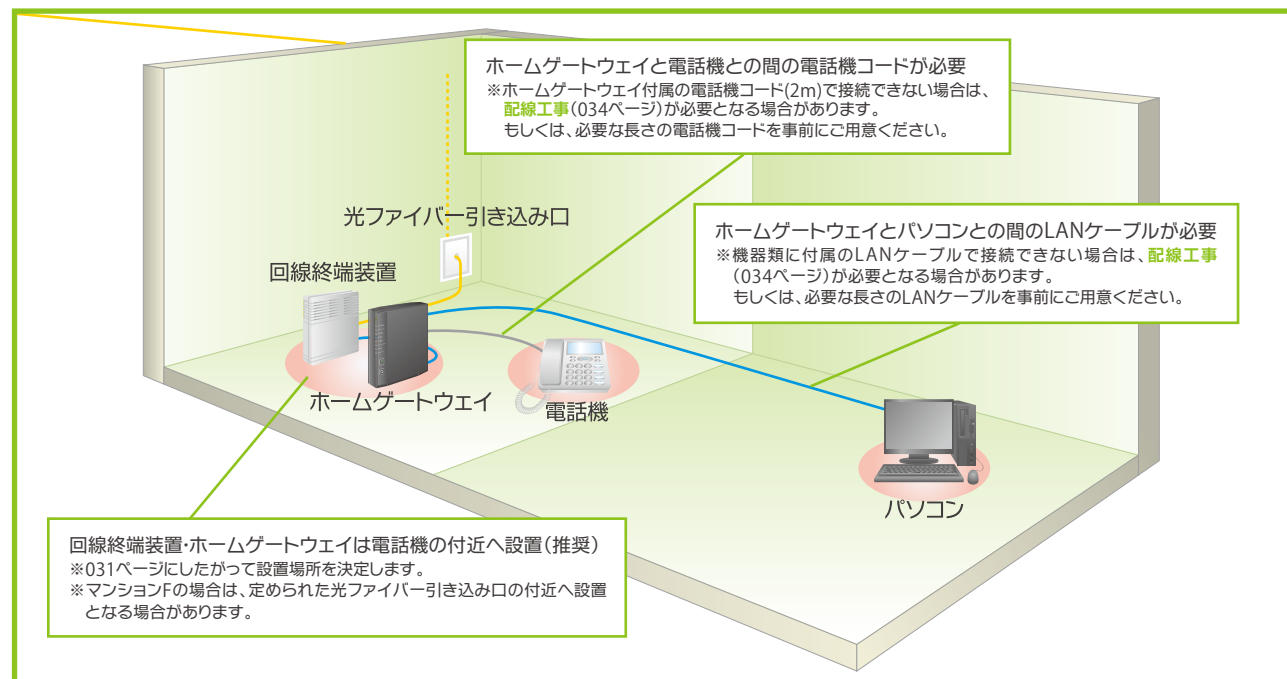 ホームゲートウェイと電話機との間の電話機コードが必要
※ホームゲートウェイ付属の電話機コード(2m)で接続できない場合は、
配線工事(034ページ)が必要となる場合があります。
もしくは、必要な長さの電話機コードを事前にご用意ください。
光ファイバー引き込み口
ホームゲートウェイとパソコンとの間のLANケーブルが必要
※機器類に付属のLANケーブルで接続できない場合は、配線工事
(034ページ)が必要となる場合があります。
もしくは、必要な長さのLANケーブルを事前にご用意ください。
回線終端装置
ホームゲートウェイ
電話機
パソコン
回線終端装置・ホームゲートウェイは電話機の付近へ設置(推奨)
※031ページにしたがって設置場所を決定します。
※マンションFの場合は、定められた光ファイバー引き込み口の付近へ設置
となる場合があります。